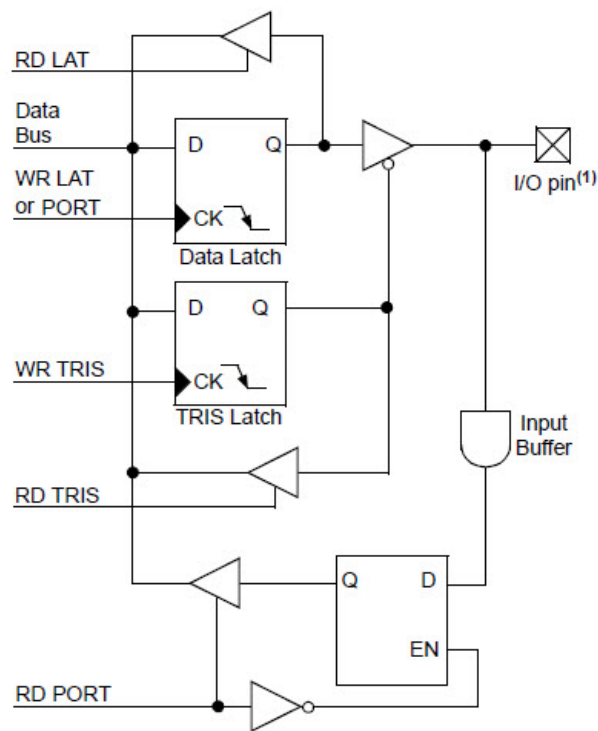 RD LAT
Data
Bus
D Q
WR LAT
or PORT
CK
I/O pin(1)
Data Latch
D Q
WR TRIS
CK
TRIS Latch
Input
Buffer
RD TRIS
Q D
EN
RD PORT